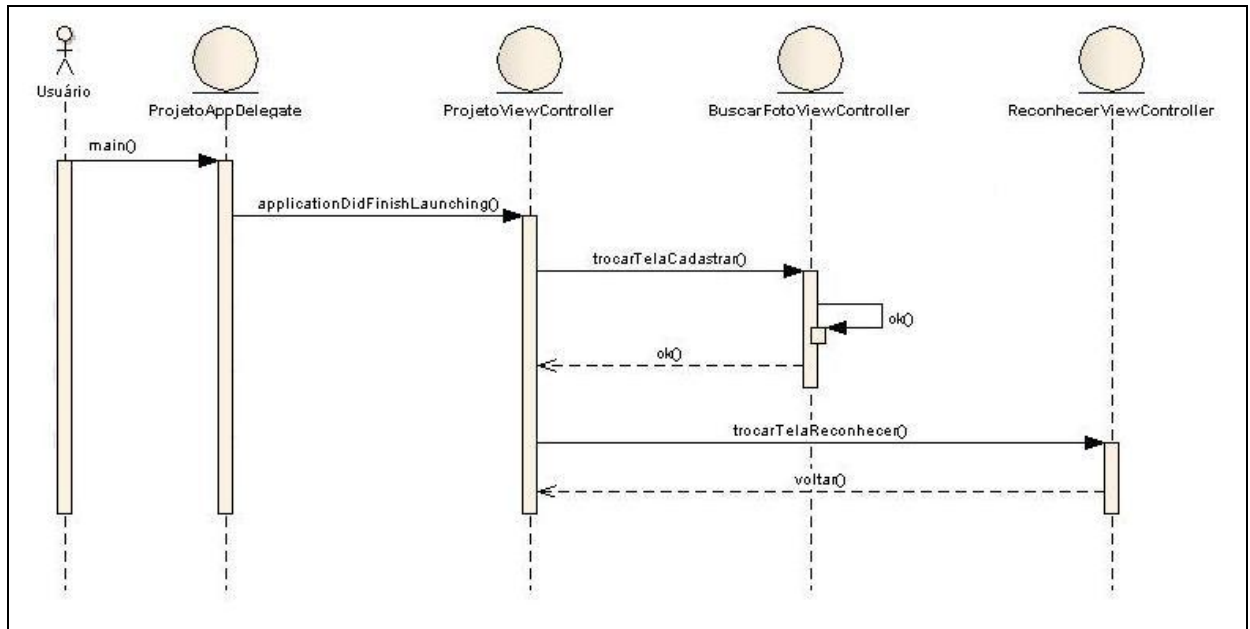 Usuário
ProjetoAppDelegate
ProjetoViewController
BuscarFotoViewController
ReconhecerViewController
main()
applicationDidFinishLaunching()
trocarTelaCadastrar()
ok()
ok()
trocarTelaReconhecer()
voltar()